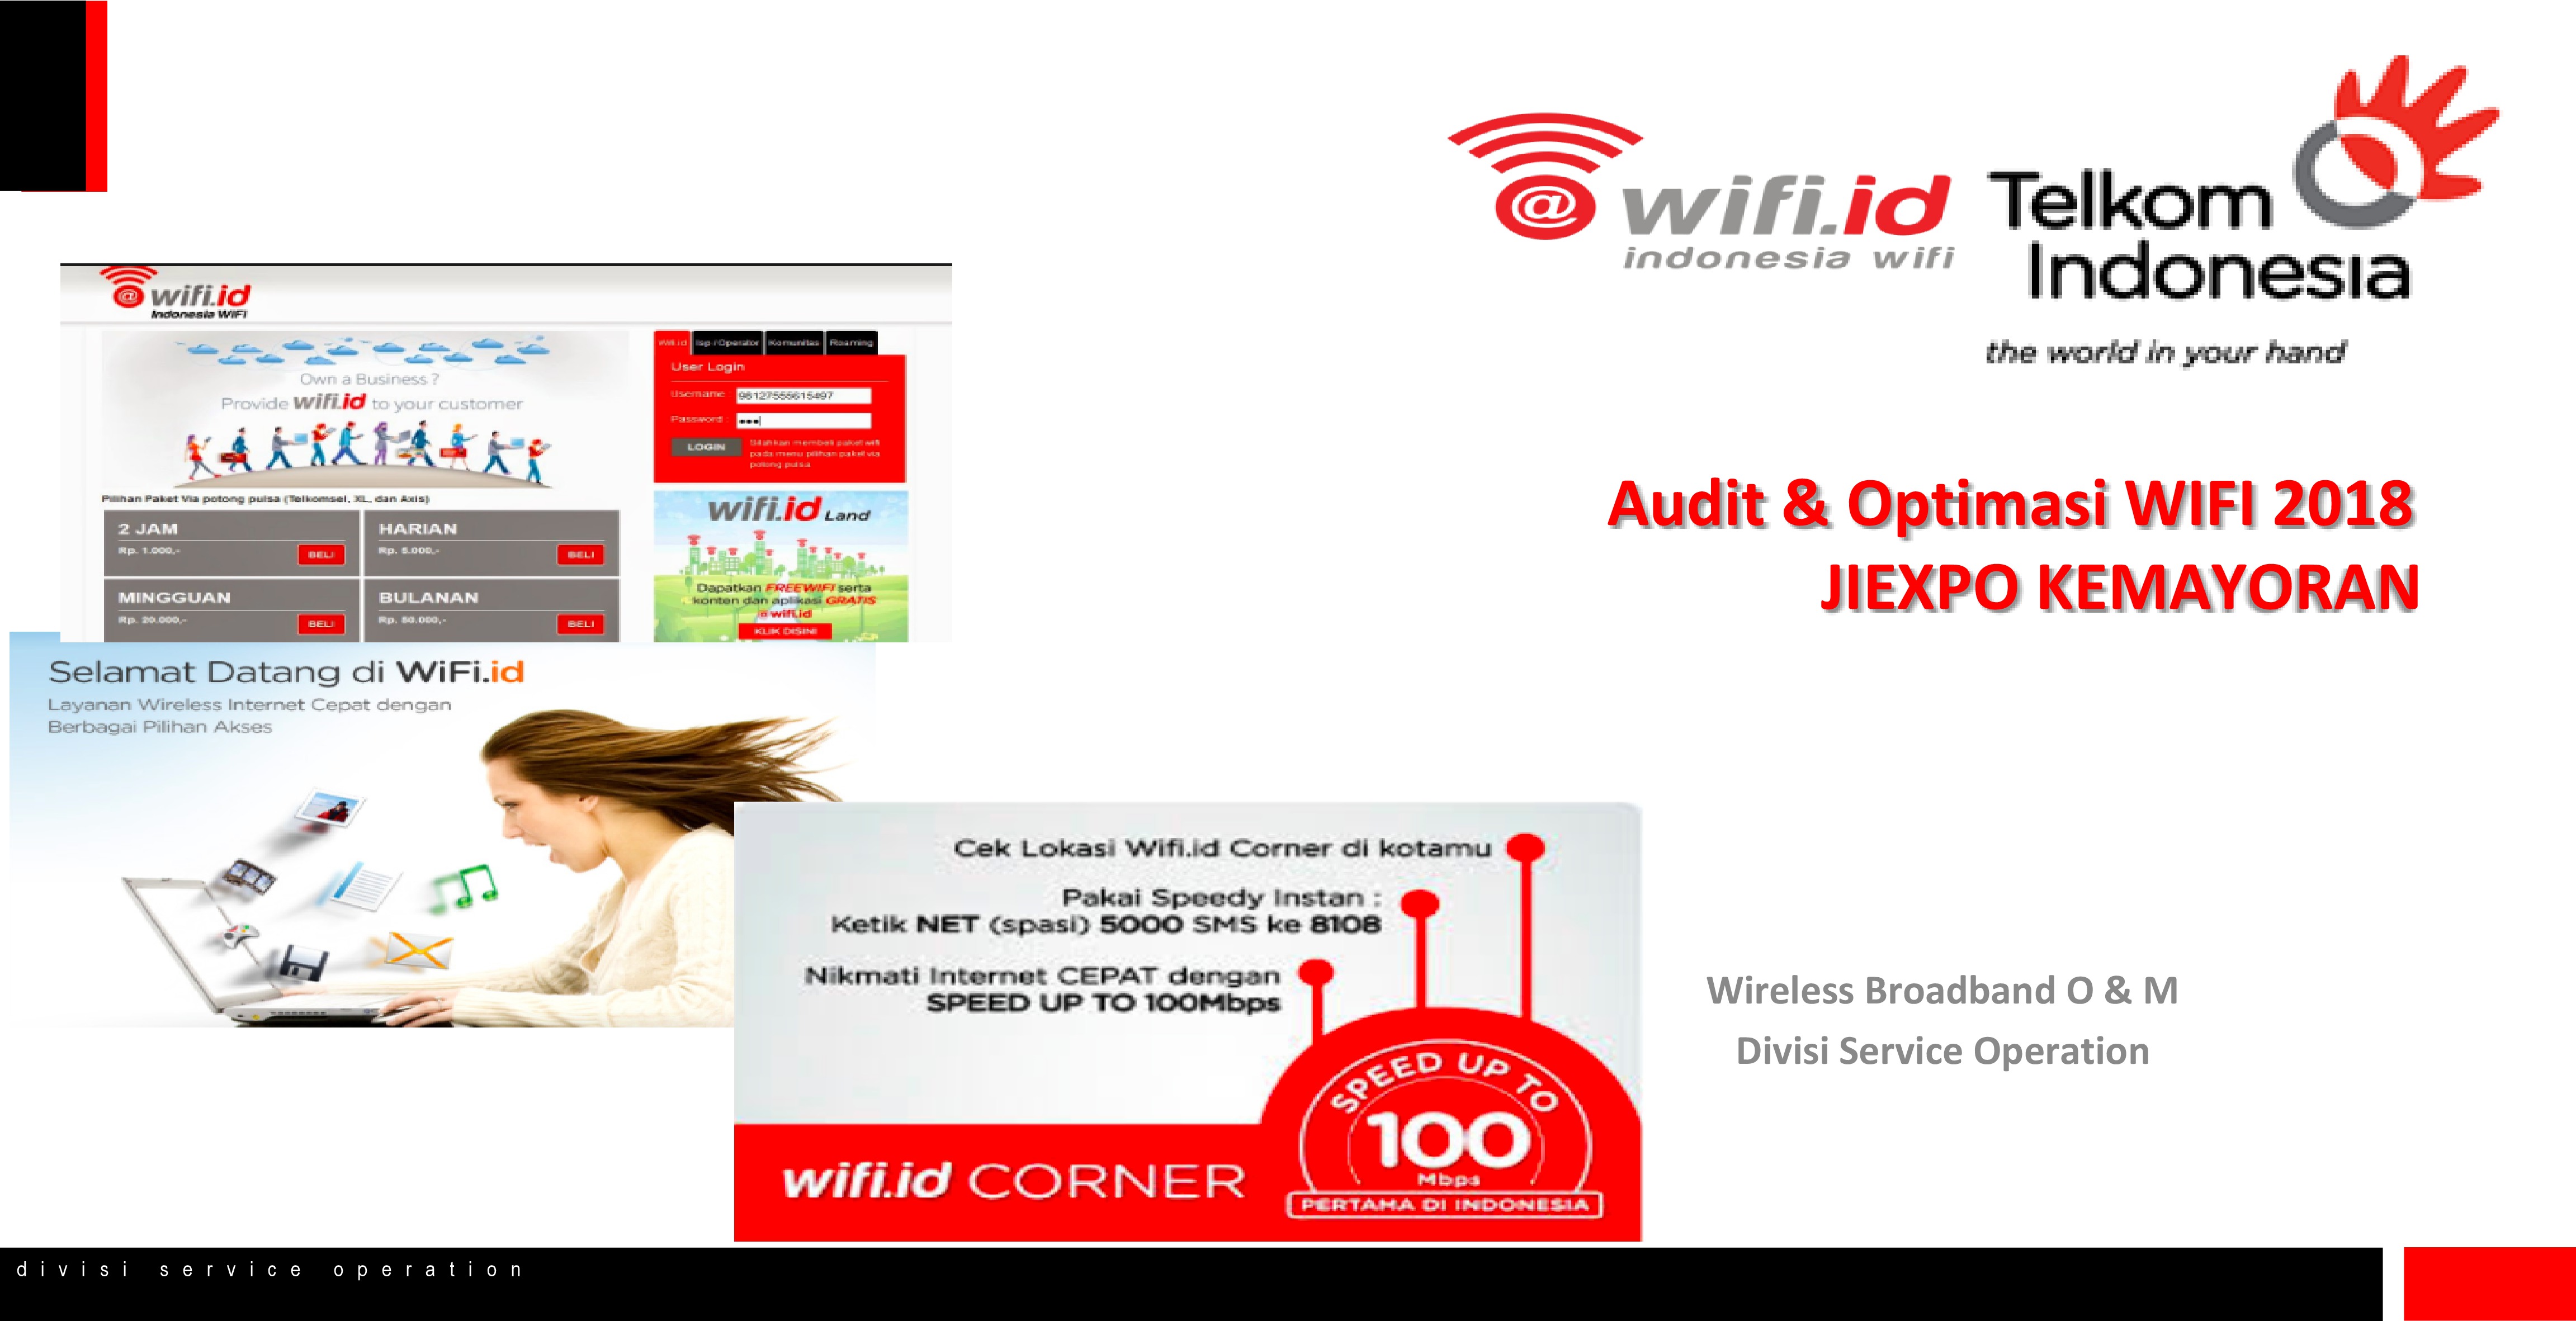 @wifi.id
indonesia wifi
Telkom
Indonesia
the world in your hand
Audit & Optimasi WIFI 2018
JIEXPO KEMAYORAN
@wifi.id
Indonesia WiFi
Own a Business ?
Provide wifi.id to your customer
Pilihan Paket Via potong pulsa (Telkomsel, XL, dan Axis)
2 JAM
Rp. 1.000,-
BELI
HARIAN
Rp. 5.000,-
BELI
MINGGUAN
Rp. 20.000,-
BELI
BULANAN
Rp. 50.000,-
BELI
Wifi.id Isp / Operator Komunitas Roaming
User Login
Username 98127555615497
Password
LOGIN
Silahkan membeli paket wifi
pada menu pilihan paket via
potong pulsa
wifi.id Land
Dapatkan FREEWIFI serta
konten dan aplikasi GRATIS
@wifi.id
KLIK DISINI
Selamat Datang di WiFi.id
Layanan Wireless Internet Cepat dengan
Berbagai Pilihan Akses
Cek Lokasi Wifi.id Corner di kotamu
Pakai Speedy Instan :
Ketik NET (spasi) 5000 SMS ke 8108
Nikmati Internet CEPAT dengan
SPEED UP TO 100Mbps
SPEED UP TO
100
Mbps
PERTAMA DI INDONESIA
wifi.id CORNER
Wireless Broadband O & M
Divisi Service Operation
divisi service operation